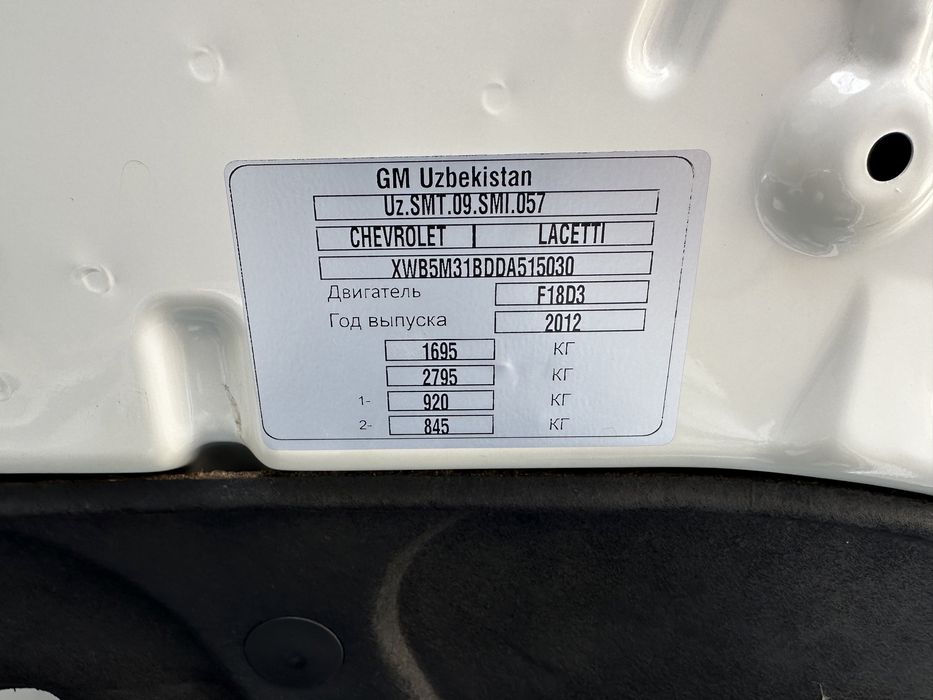 GM Uzbekistan
Uz.SMT.09.SMI.057
CHEVROLET LACETTI
XWB5M31BDDA515030
Двигатель F18D3
Год выпуска 2012
1695 КГ
2795 КГ
1- 920 КГ
2- 845 КГ